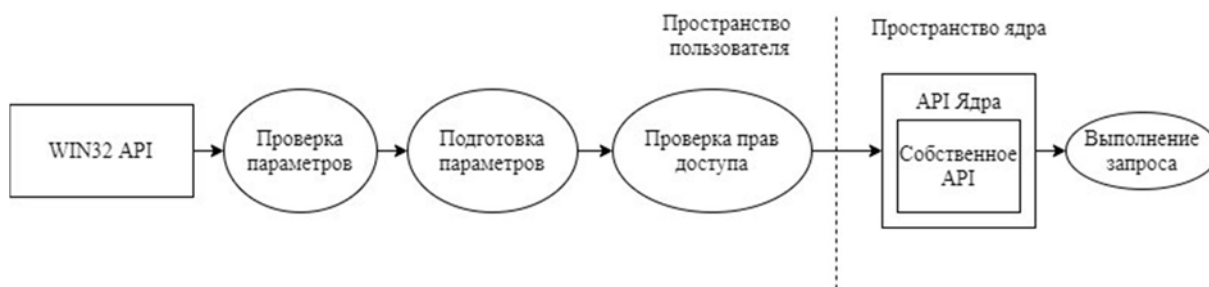 Пространство
пользователя
Пространство ядра
WIN32 API
Проверка
параметров
Подготовка
параметров
Проверка прав
доступа
API Ядра
Собственное
API
Выполнение
запроса